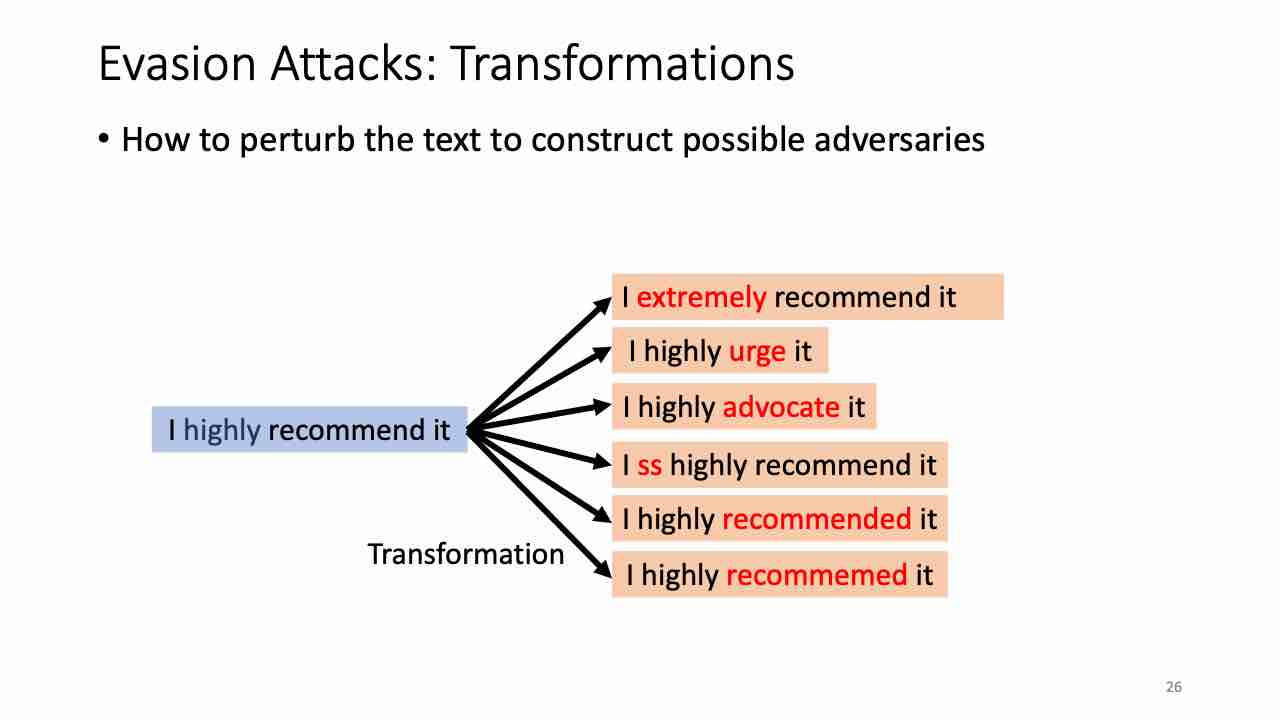 Evasion Attacks: Transformations
• How to perturb the text to construct possible adversaries
I extremely recommend it
I highly urge it
I highly advocate it
I highly recommend it
I ss highly recommend it
I highly recommended it
Transformation
I highly recommemed it
26